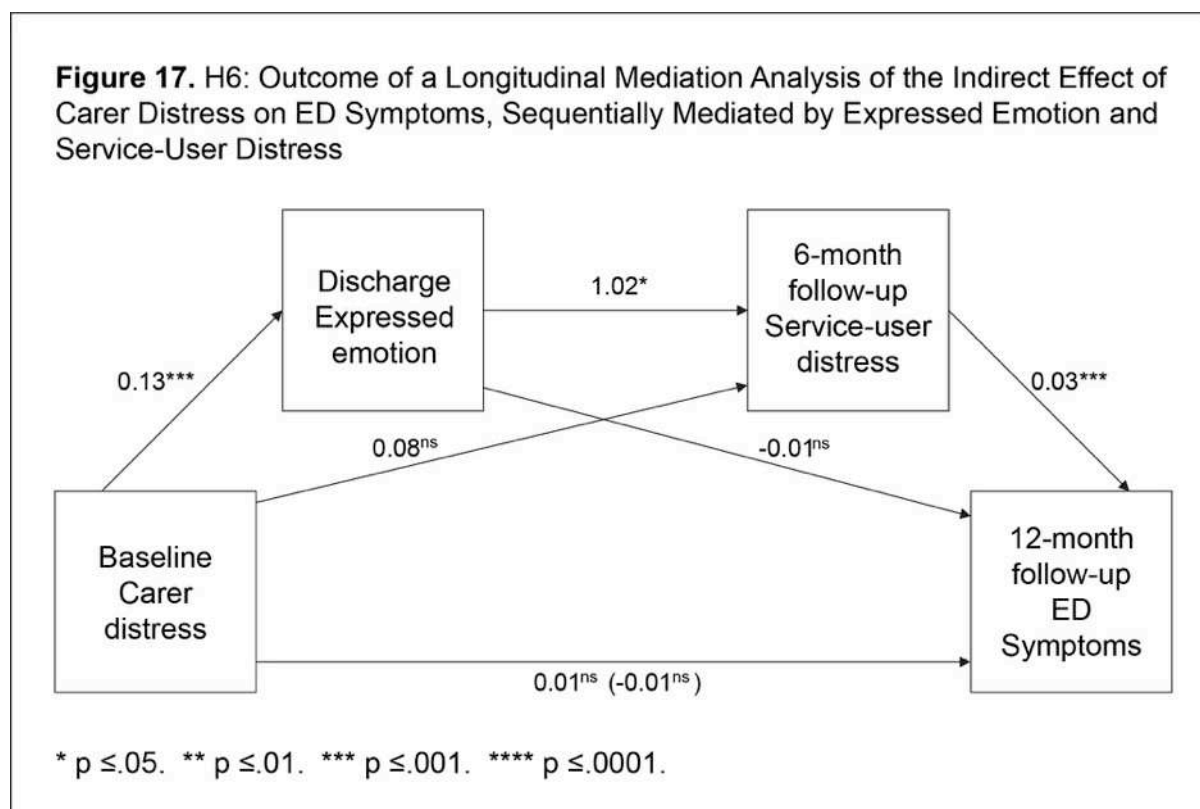 Figure 17. H6: Outcome of a Longitudinal Mediation Analysis of the Indirect Effect of
Carer Distress on ED Symptoms, Sequentially Mediated by Expressed Emotion and
Service-User Distress
Discharge
Expressed
emotion
1.02*
6-month
follow-up
Service-user
distress
0.13***
0.03***
0.08ns
-0.01ns
Baseline
Carer
distress
12-month
follow-up
ED
Symptoms
0.01ns (-0.01ns)
* p ≤.05. ** p ≤.01. *** p ≤.001. **** p ≤.0001.